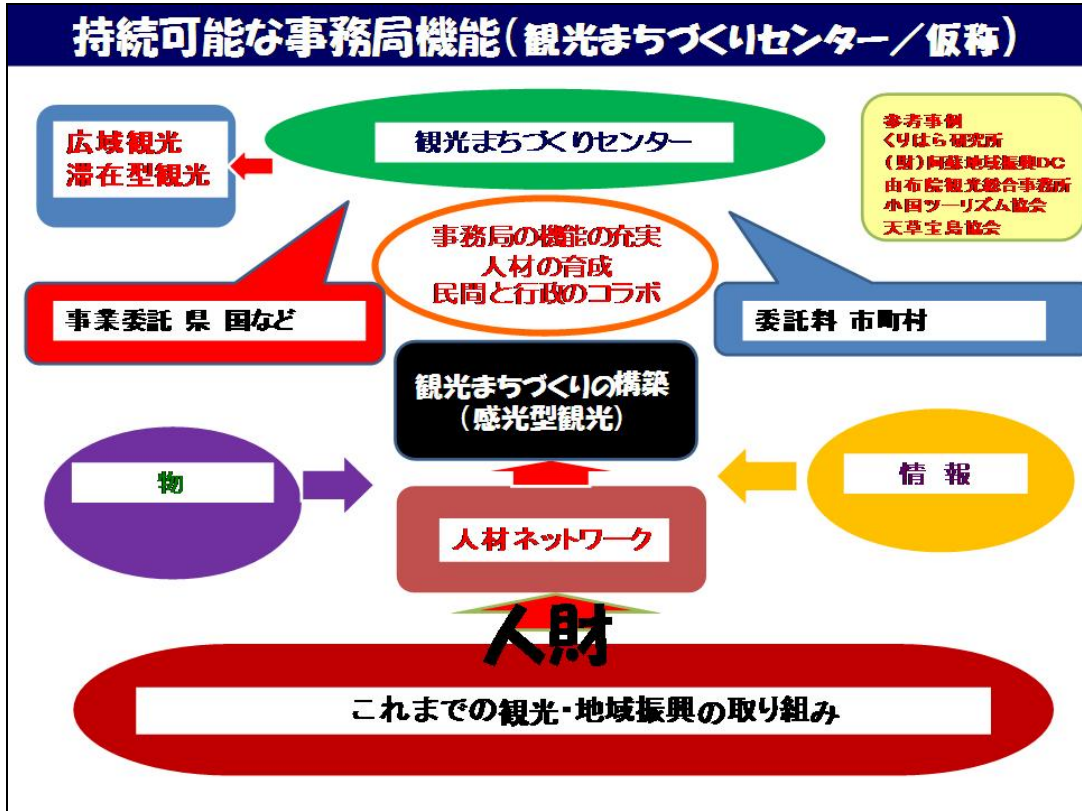 持続可能な事務局機能(観光まちづくりセンター/仮称)
広域観光
滞在型観光
観光まちづくりセンター
参考事例
くりはら研究所
(財)阿蘇地域振興DC
由布院観光総合事務所
小国ツーリズム協会
天草宝島協会
事務局の機能の充実
人材の育成
民間と行政のコラボ
事業委託 県 国など
委託料 市町村
観光まちづくりの構築
(感光型観光)
物
情 報
人材ネットワーク
人財
これまでの観光・地域振興の取り組み